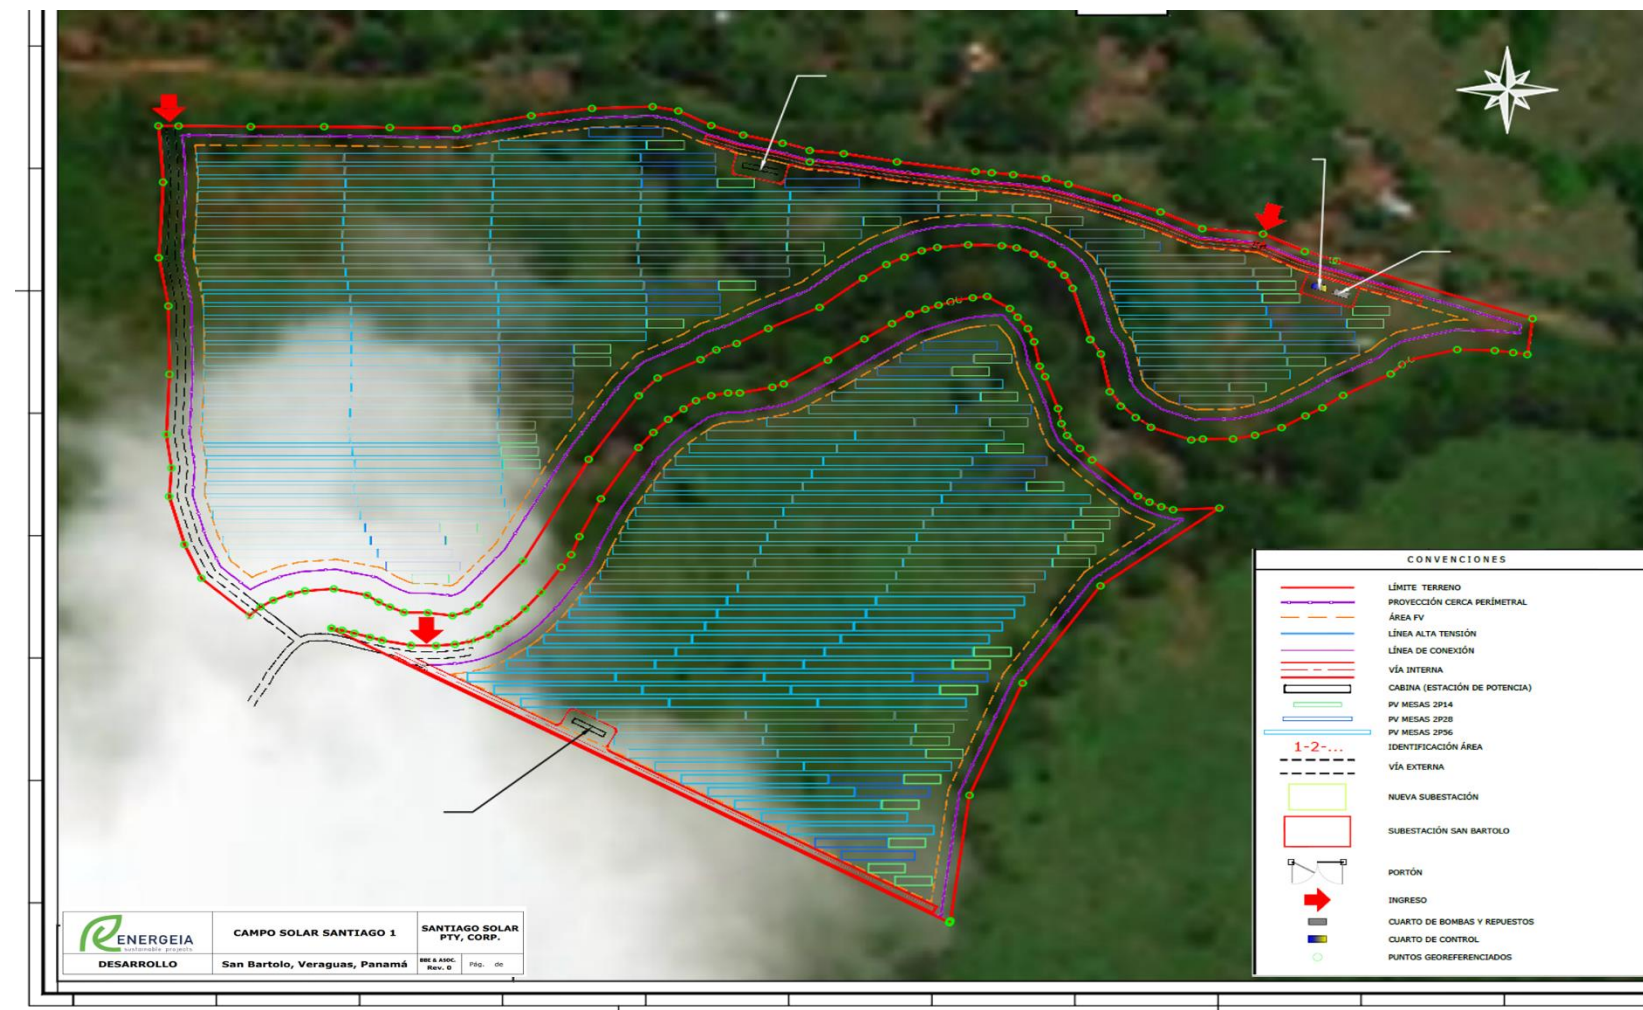 CONVENCIONES
LÍMITE TERRENO
PROYECCIÓN CERCA PERÍMETRAL
ÁREA FV
LÍNEA ALTA TENSIÓN
LÍNEA DE CONEXIÓN
VÍA INTERNA
CABINA (ESTACIÓN DE POTENCIA)
PV MESAS 2P14
PV MESAS 2P28
PV MESAS 2P56
1-2-... IDENTIFICACIÓN ÁREA
VÍA EXTERNA
NUEVA SUBESTACIÓN
SUBESTACIÓN SAN BARTOLO
PORTÓN
INGRESO
CUARTO DE BOMBAS Y REPUESTOS
CUARTO DE CONTROL
PUNTOS GEOREFERENCIADOS
ENERGEIA
sustainable projects
DESARROLLO
CAMPO SOLAR SANTIAGO 1
San Bartolo, Veraguas, Panamá
SANTIAGO SOLAR
PTY, CORP.
BBE & ASOC.
Rev. 0
Pág. de